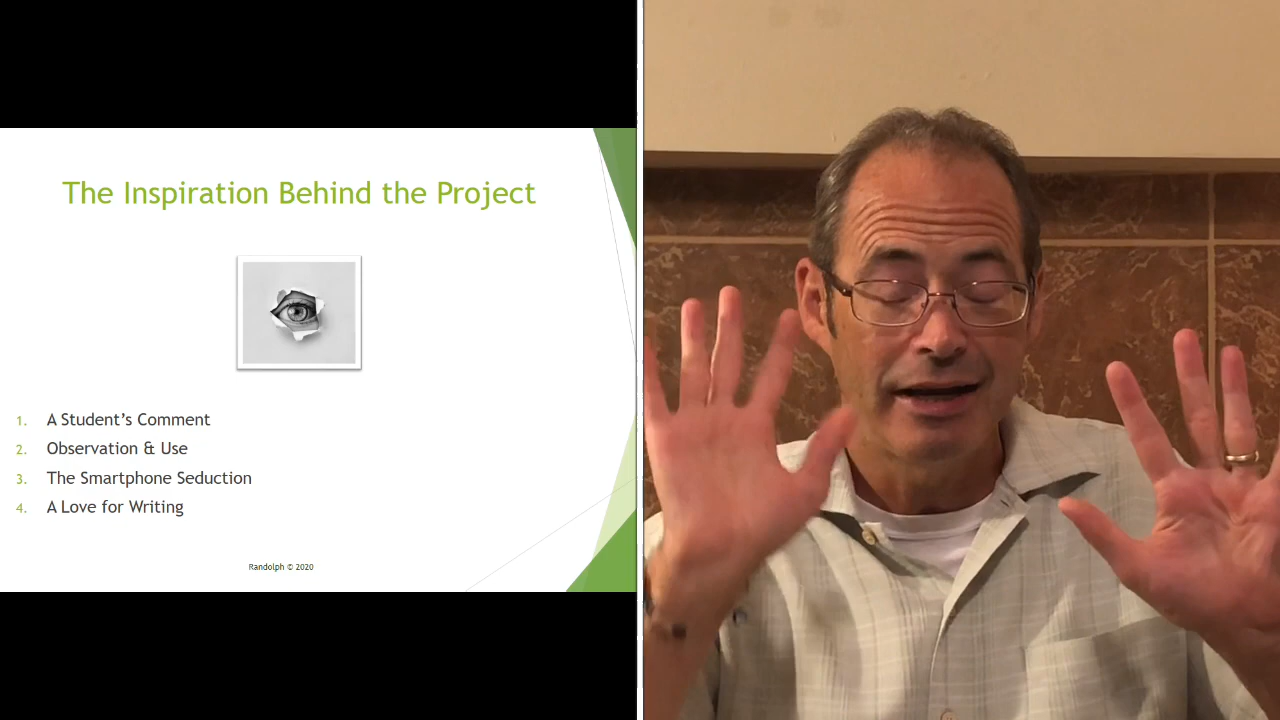 The Inspiration Behind the Project
1. A Student’s Comment
2. Observation & Use
3. The Smartphone Seduction
4. A Love for Writing
Randolph © 2020